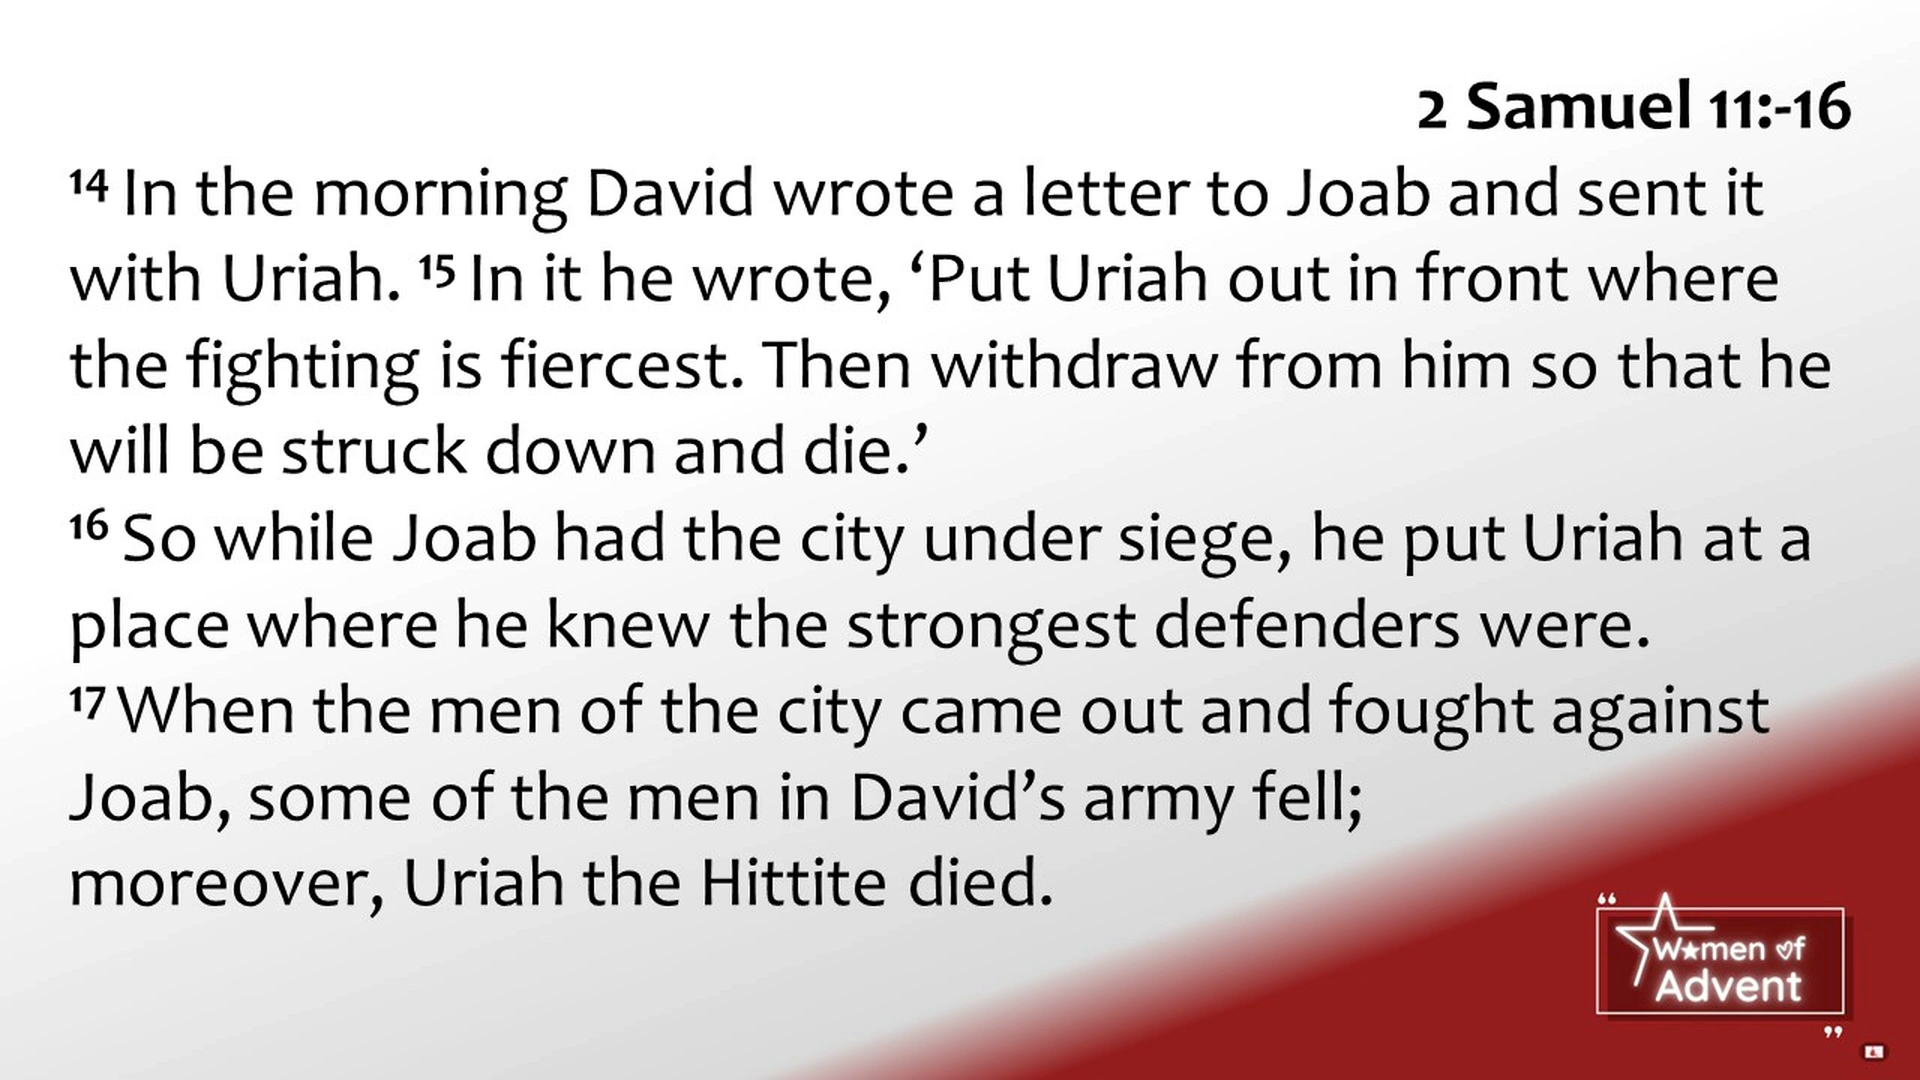 2 Samuel 11:-16
14 In the morning David wrote a letter to Joab and sent it
with Uriah. 15 In it he wrote, ‘Put Uriah out in front where
the fighting is fiercest. Then withdraw from him so that he
will be struck down and die.’
16 So while Joab had the city under siege, he put Uriah at a
place where he knew the strongest defenders were.
17 When the men of the city came out and fought against
Joab, some of the men in David’s army fell;
moreover, Uriah the Hittite died.
“
W★men of
Advent
”